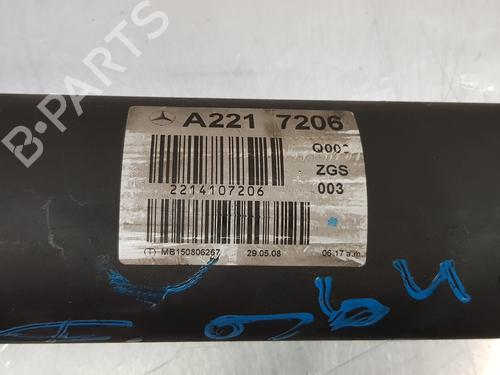 A221 7206
Q00
ZGS
003
2214107206
(T) MB150806267 29.05.08 06:17 a.m.
B-PARTS